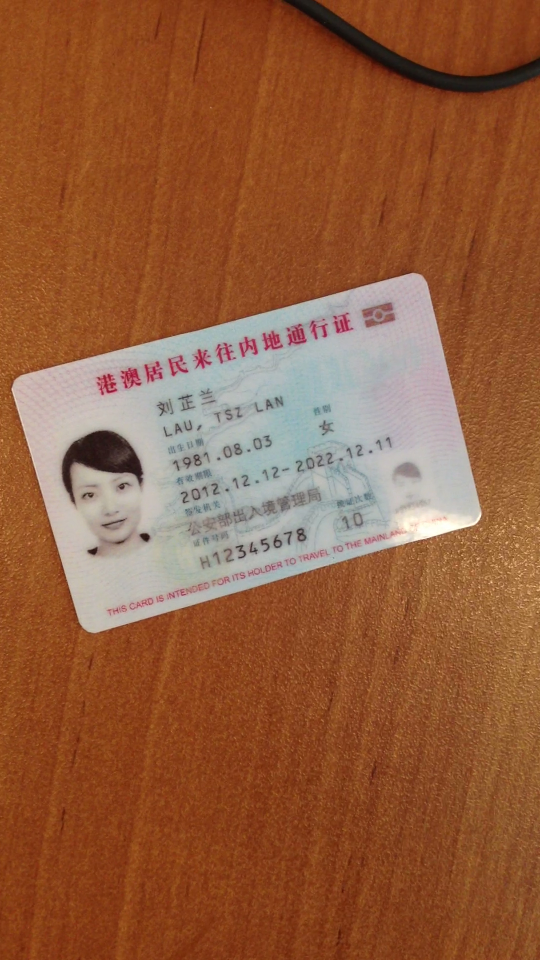 港澳居民来往内地通行证
刘芷兰
LAU, TSZ LAN
出生日期 性别
1981.08.03 女
有效期限
2012.12.12-2022.12.11
签发机关 换证次数
公安部出入境管理局
证件号码
H12345678 10
THIS CARD IS INTENDED FOR ITS HOLDER TO TRAVEL TO THE MAINLAND